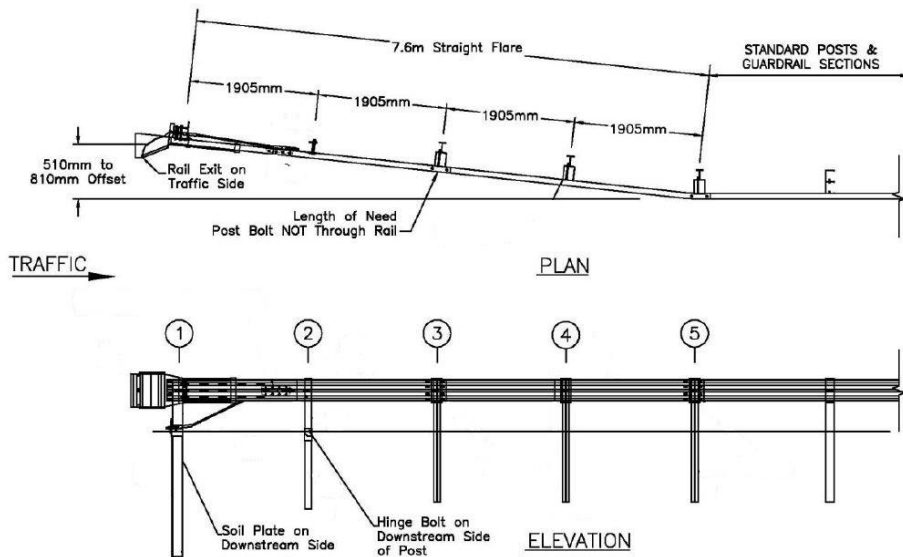 7.6m Straight Flare
STANDARD POSTS &
GUARDRAIL SECTIONS
1905mm
1905mm
1905mm
1905mm
510mm to
810mm Offset
Rail Exit on
Traffic Side
Length of Need
Post Bolt NOT Through Rail
TRAFFIC
PLAN
1
2
3
4
5
Soil Plate on
Downstream Side
Hinge Bolt on
Downstream Side
of Post
ELEVATION